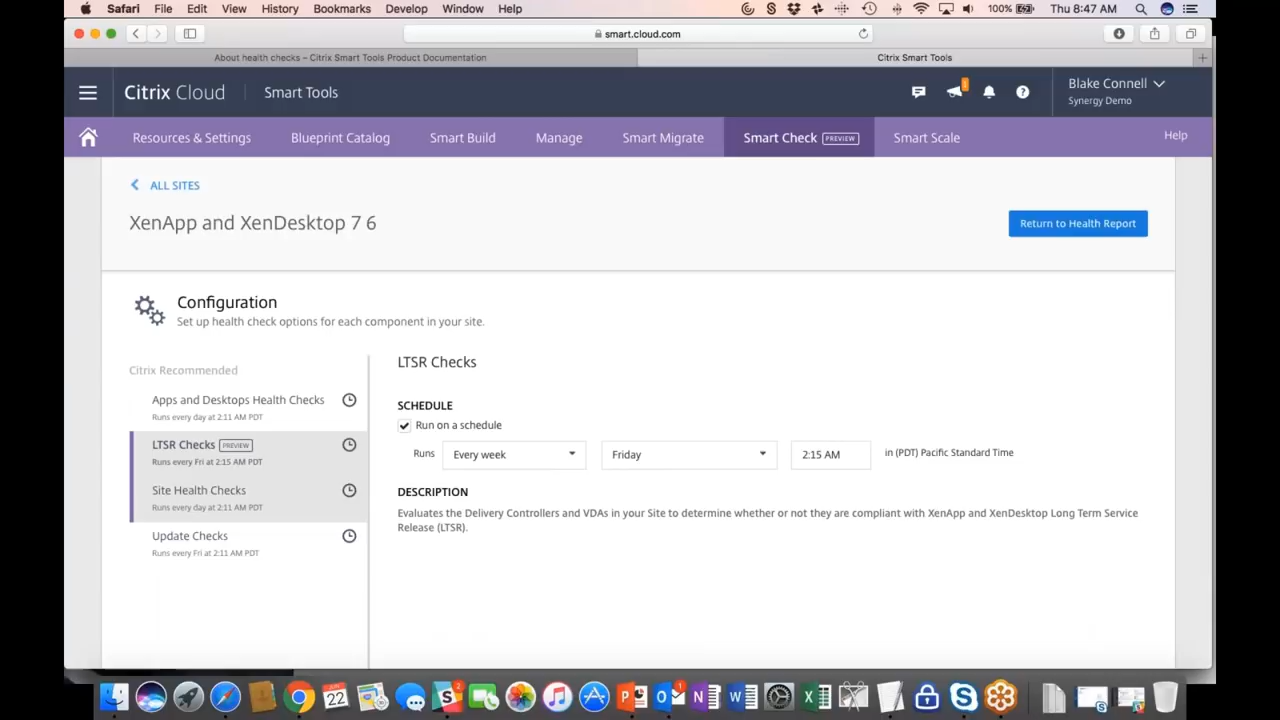 Safari File Edit View History Bookmarks Develop Window Help 100% Thu 8:47 AM
smart.cloud.com
About health checks – Citrix Smart Tools Product Documentation
Citrix Smart Tools
Citrix Cloud
Smart Tools
Blake Connell
Synergy Demo
Resources & Settings
Blueprint Catalog
Smart Build
Manage
Smart Migrate
Smart Check PREVIEW
Smart Scale
Help
ALL SITES
XenApp and XenDesktop 7 6
Return to Health Report
Configuration
Set up health check options for each component in your site.
Citrix Recommended
Apps and Desktops Health Checks
Runs every day at 2:11 AM PDT
LTSR Checks PREVIEW
Runs every Fri at 2:15 AM PDT
Site Health Checks
Runs every day at 2:11 AM PDT
Update Checks
Runs every Fri at 2:11 AM PDT
LTSR Checks
SCHEDULE
Run on a schedule
Runs Every week Friday 2:15 AM in (PDT) Pacific Standard Time
DESCRIPTION
Evaluates the Delivery Controllers and VDAs in your Site to determine whether or not they are compliant with XenApp and XenDesktop Long Term Service
Release (LTSR).
22